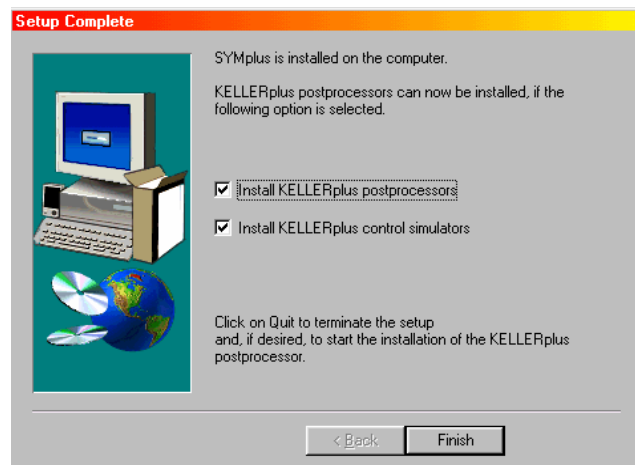 Setup Complete
SYMplus is installed on the computer.
KELLERplus postprocessors can now be installed, if the
following option is selected.
Install KELLERplus postprocessors
Install KELLERplus control simulators
Click on Quit to terminate the setup
and, if desired, to start the installation of the KELLERplus
postprocessor.
< Back
Finish